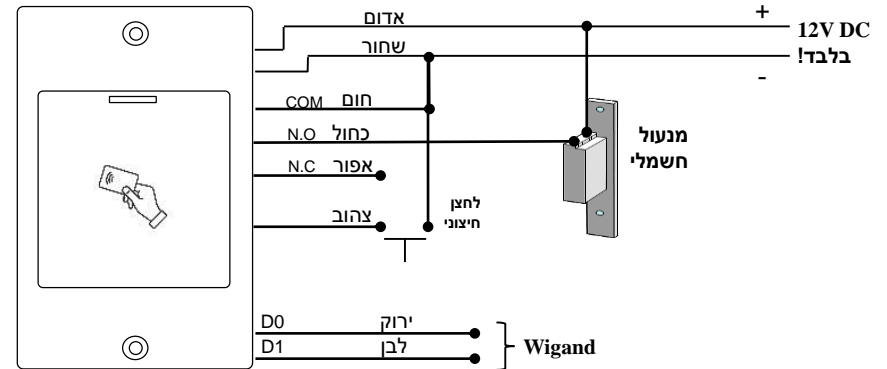 אדום
+
12V DC
שחור
בלבד!
-
COM חום
N.O כחול
מנעול
חשמלי
N.C אפור
לחצן
חיצוני
צהוב
D0 ירוק
D1 לבן
Wigand